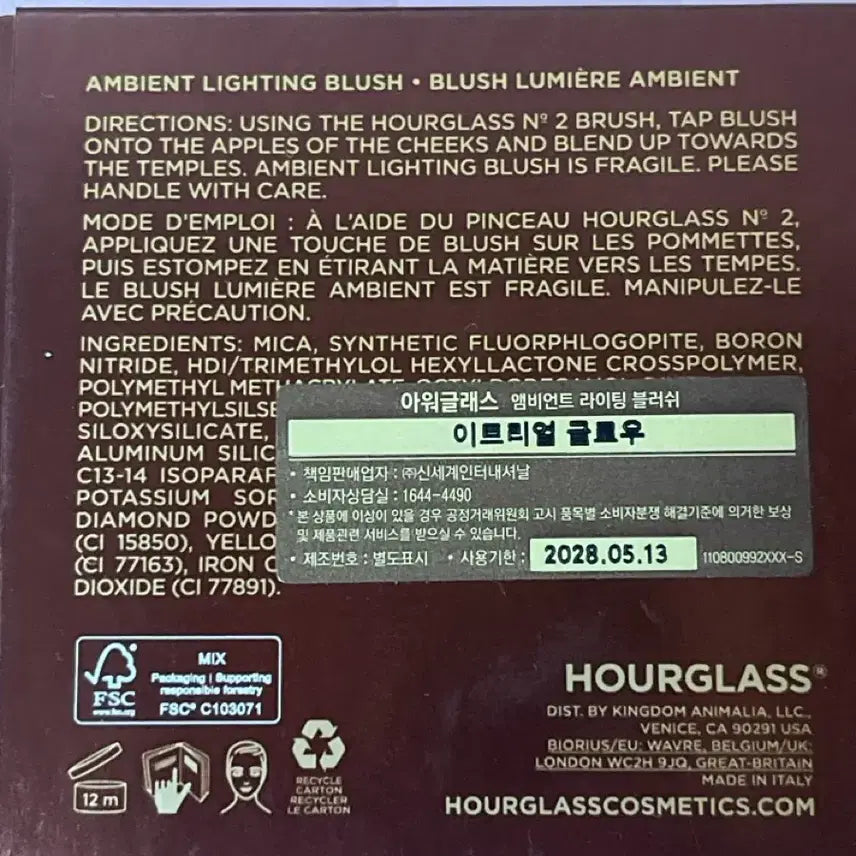 AMBIENT LIGHTING BLUSH • BLUSH LUMIÈRE AMBIENT
DIRECTIONS: USING THE HOURGLASS Nº 2 BRUSH, TAP BLUSH
ONTO THE APPLES OF THE CHEEKS AND BLEND UP TOWARDS
THE TEMPLES. AMBIENT LIGHTING BLUSH IS FRAGILE. PLEASE
HANDLE WITH CARE.
MODE D'EMPLOI : À L'AIDE DU PINCEAU HOURGLASS Nº 2,
APPLIQUEZ UNE TOUCHE DE BLUSH SUR LES POMMETTES,
PUIS ESTOMPEZ EN ÉTIRANT LA MATIÈRE VERS LES TEMPES.
LE BLUSH LUMIÈRE AMBIENT EST FRAGILE. MANIPULEZ-LE
AVEC PRÉCAUTION.
INGREDIENTS: MICA, SYNTHETIC FLUORPHLOGOPITE, BORON
NITRIDE, HDI/TRIMETHYLOL HEXYLLACTONE CROSSPOLYMER,
POLYMETHYL METHACRYLATE,
POLYMETHYLSILSE
SILOXYSILICATE,
ALUMINUM SILIC
C13-14 ISOPARAF
POTASSIUM SOR
DIAMOND POWD
(CI 15850), YELLO
(CI 77163), IRON
DIOXIDE (CI 77891).
아워글래스 앰비언트 라이팅 블러쉬
이트리얼 글로우
• 책임판매업자 : ㈜신세계인터내셔날
• 소비자상담실 : 1644-4490
*본 상품에 이상이 있을 경우 공정거래위원회 고시 품목별 소비자분쟁 해결기준에 의거한 보상
및 제품관련 서비스를 받으실 수 있습니다.
• 제조번호 : 별도표시 • 사용기한 : 2028.05.13 110800992XXX-S
FSC
www.fsc.org
MIX
Packaging | Supporting
responsible forestry
FSC® C103071
12 m
RECYCLE
CARTON
RECYCLER
LE CARTON
HOURGLASS®
DIST. BY KINGDOM ANIMALIA, LLC.,
VENICE, CA 90291 USA
BIORIUS/EU: WAVRE, BELGIUM/UK:
LONDON WC2H 9JQ, GREAT-BRITAIN
MADE IN ITALY
HOURGLASSCOSMETICS.COM